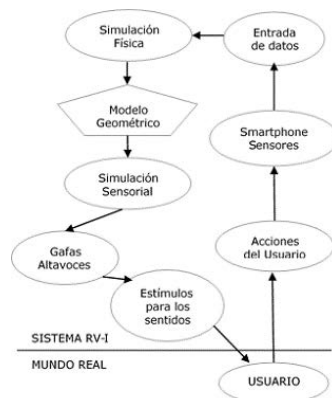 Simulación
Física
Entrada
de datos
Modelo
Geométrico
Smartphone
Sensores
Simulación
Sensorial
Acciones
del Usuario
Gafas
Altavoces
Estímulos
para los
sentidos
SISTEMA RV-I
MUNDO REAL
USUARIO